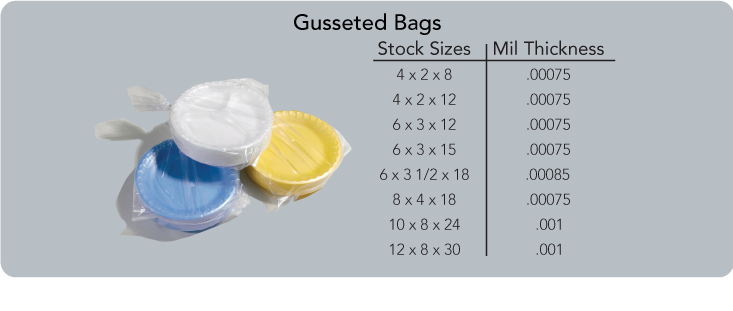 Gusseted Bags
Stock Sizes Mil Thickness
4 x 2 x 8 .00075
4 x 2 x 12 .00075
6 x 3 x 12 .00075
6 x 3 x 15 .00075
6 x 3 1/2 x 18 .00085
8 x 4 x 18 .00075
10 x 8 x 24 .001
12 x 8 x 30 .001